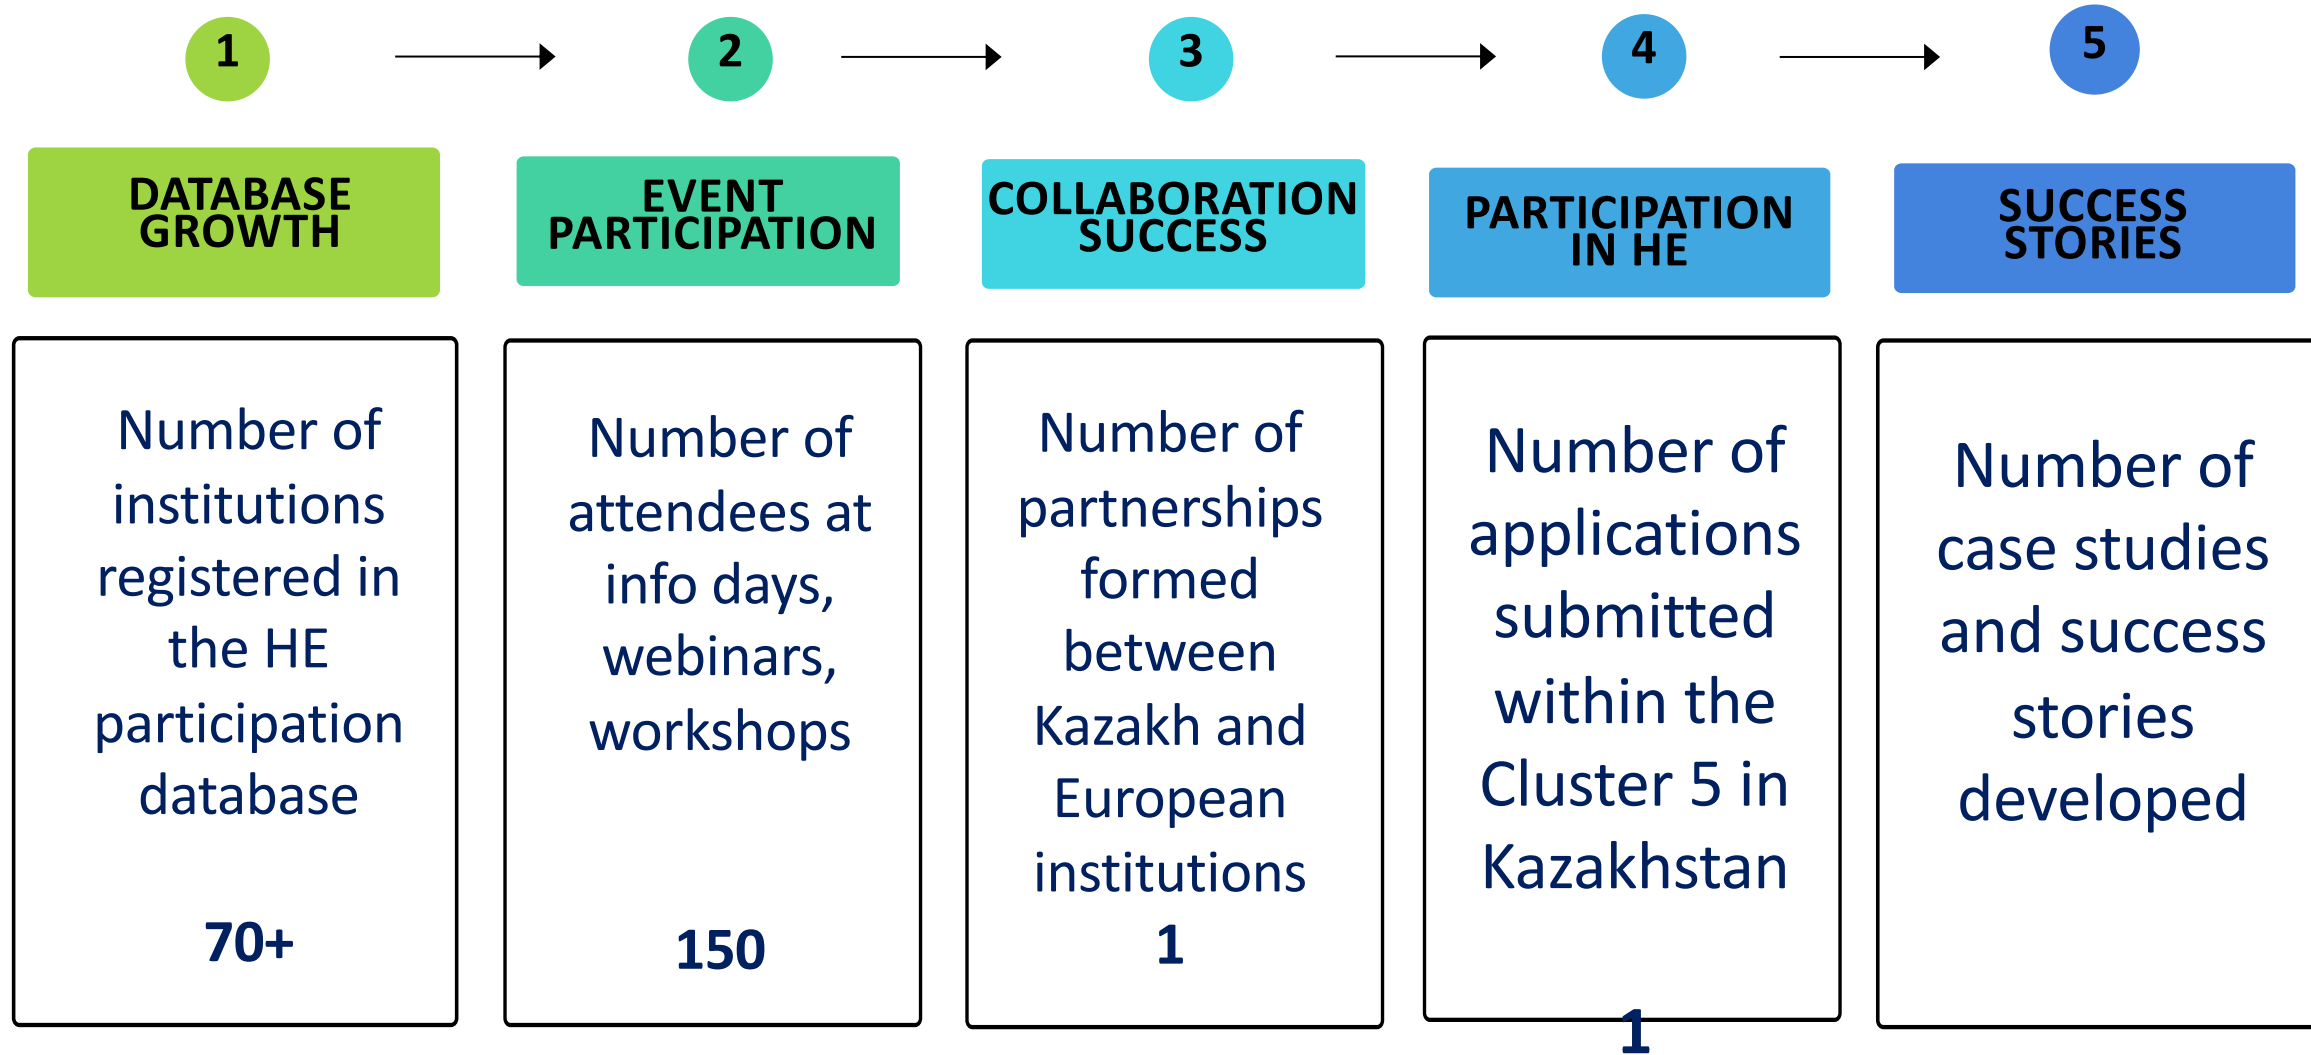 1
2
3
4
5
DATABASE
GROWTH
EVENT
PARTICIPATION
COLLABORATION
SUCCESS
PARTICIPATION
IN HE
SUCCESS
STORIES
Number of
institutions
registered in
the HE
participation
database
70+
Number of
attendees at
info days,
webinars,
workshops
150
Number of
partnerships
formed
between
Kazakh and
European
institutions
1
Number of
applications
submitted
within the
Cluster 5 in
Kazakhstan
1
Number of
case studies
and success
stories
developed